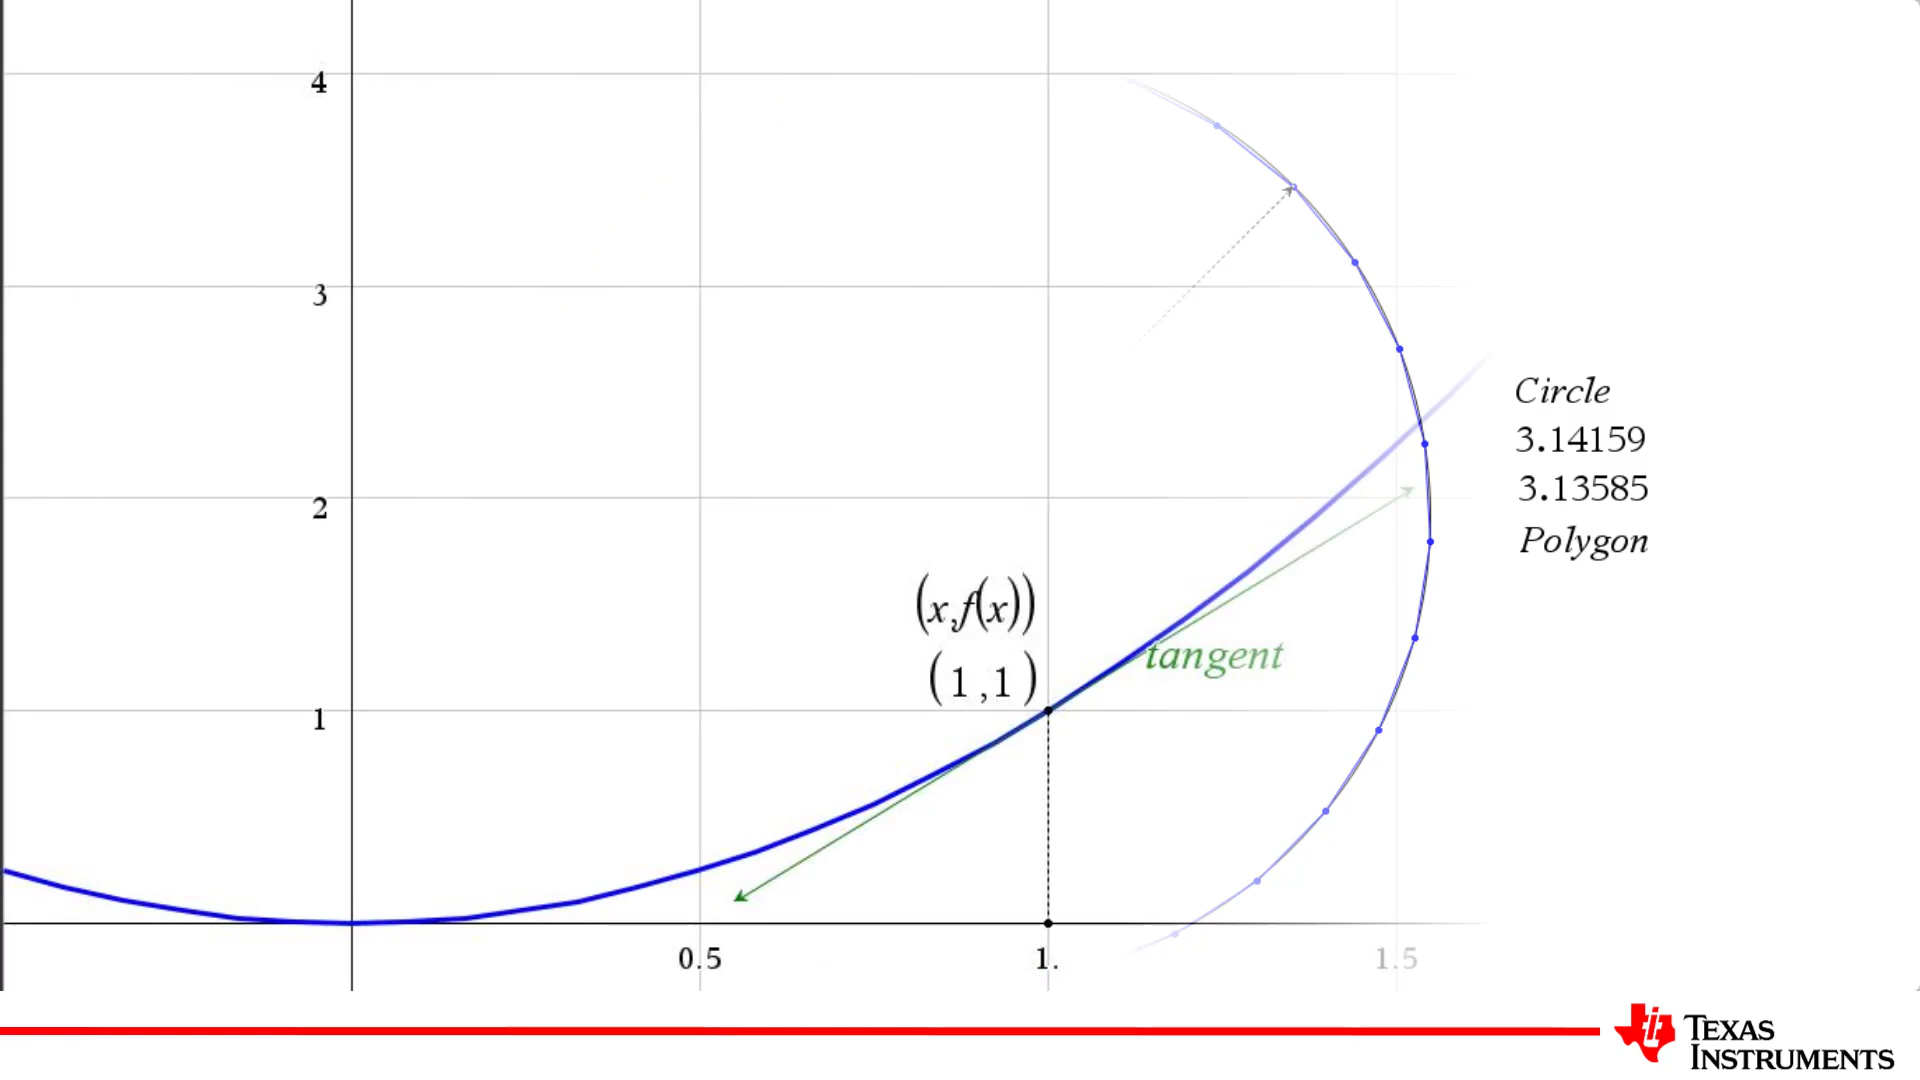 4
3
2
1
0.5
1.
1.5
(x,f(x))
(1,1)
tangent
Circle
3.14159
3.13585
Polygon
TEXAS
INSTRUMENTS